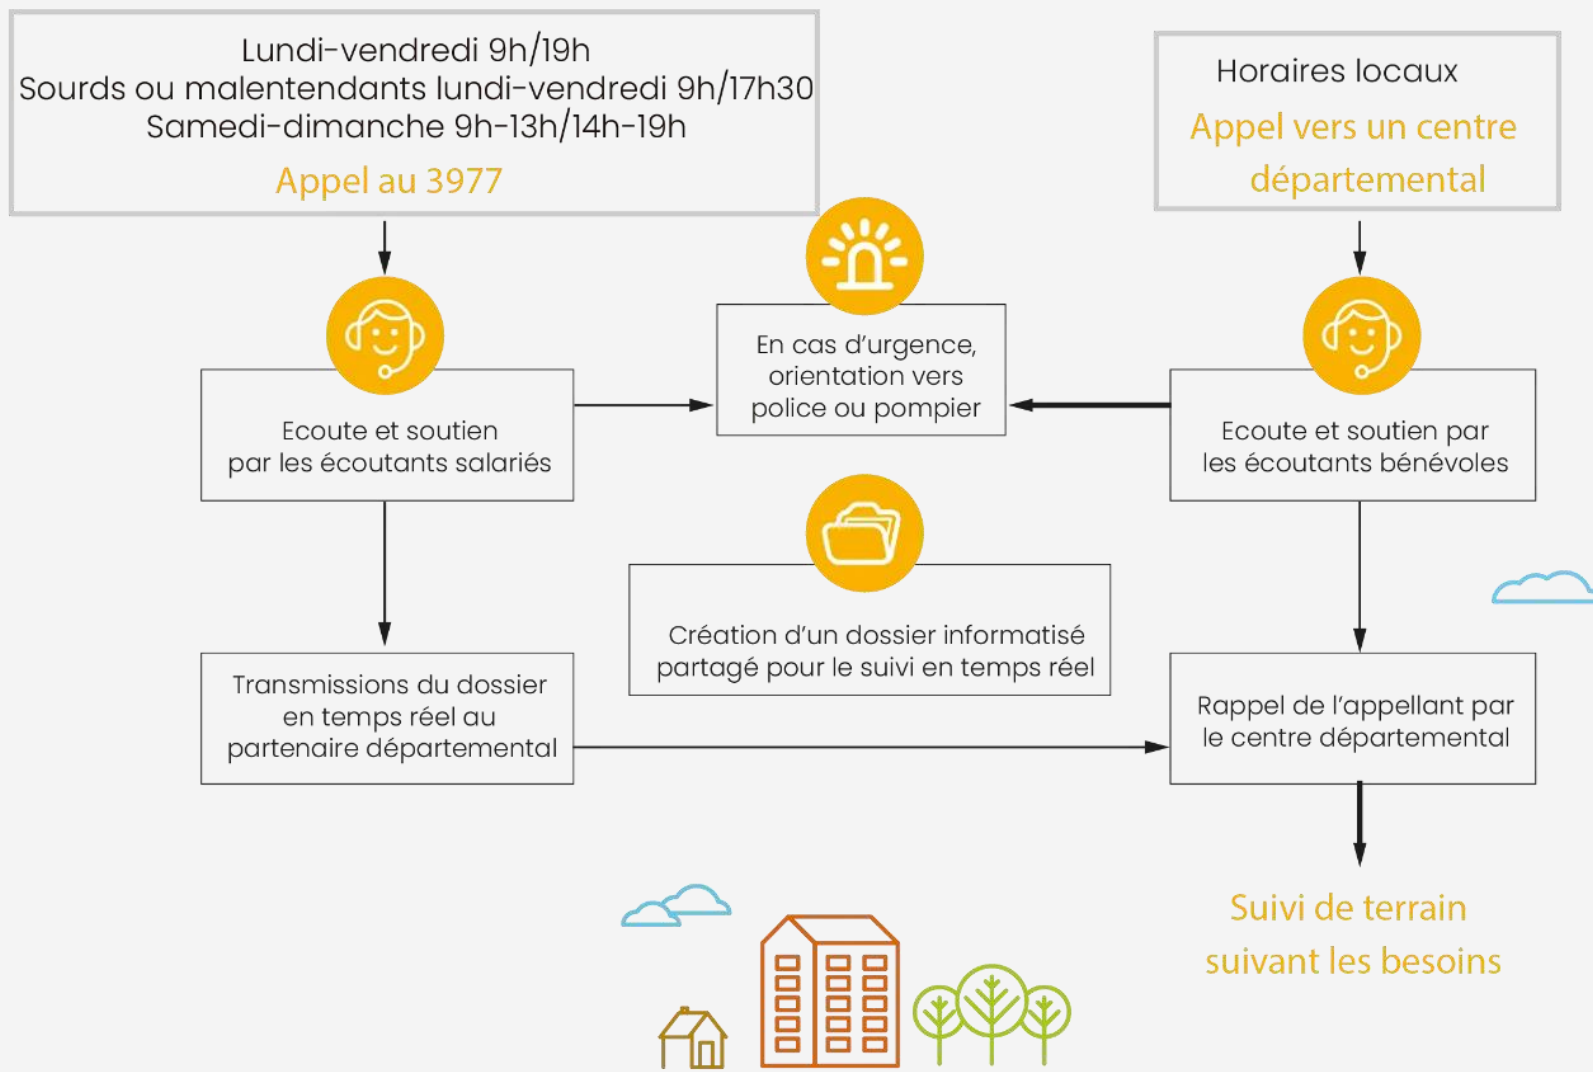 Lundi-vendredi 9h/19h
Sourds ou malentendants lundi-vendredi 9h/17h30
Samedi-dimanche 9h-13h/14h-19h
Appel au 3977
Horaires locaux
Appel vers un centre
départemental
En cas d'urgence,
orientation vers
police ou pompier
Ecoute et soutien
par les écoutants salariés
Ecoute et soutien par
les écoutants bénévoles
Création d'un dossier informatisé
partagé pour le suivi en temps réel
Transmissions du dossier
en temps réel au
partenaire départemental
Rappel de l'appellant par
le centre départemental
Suivi de terrain
suivant les besoins